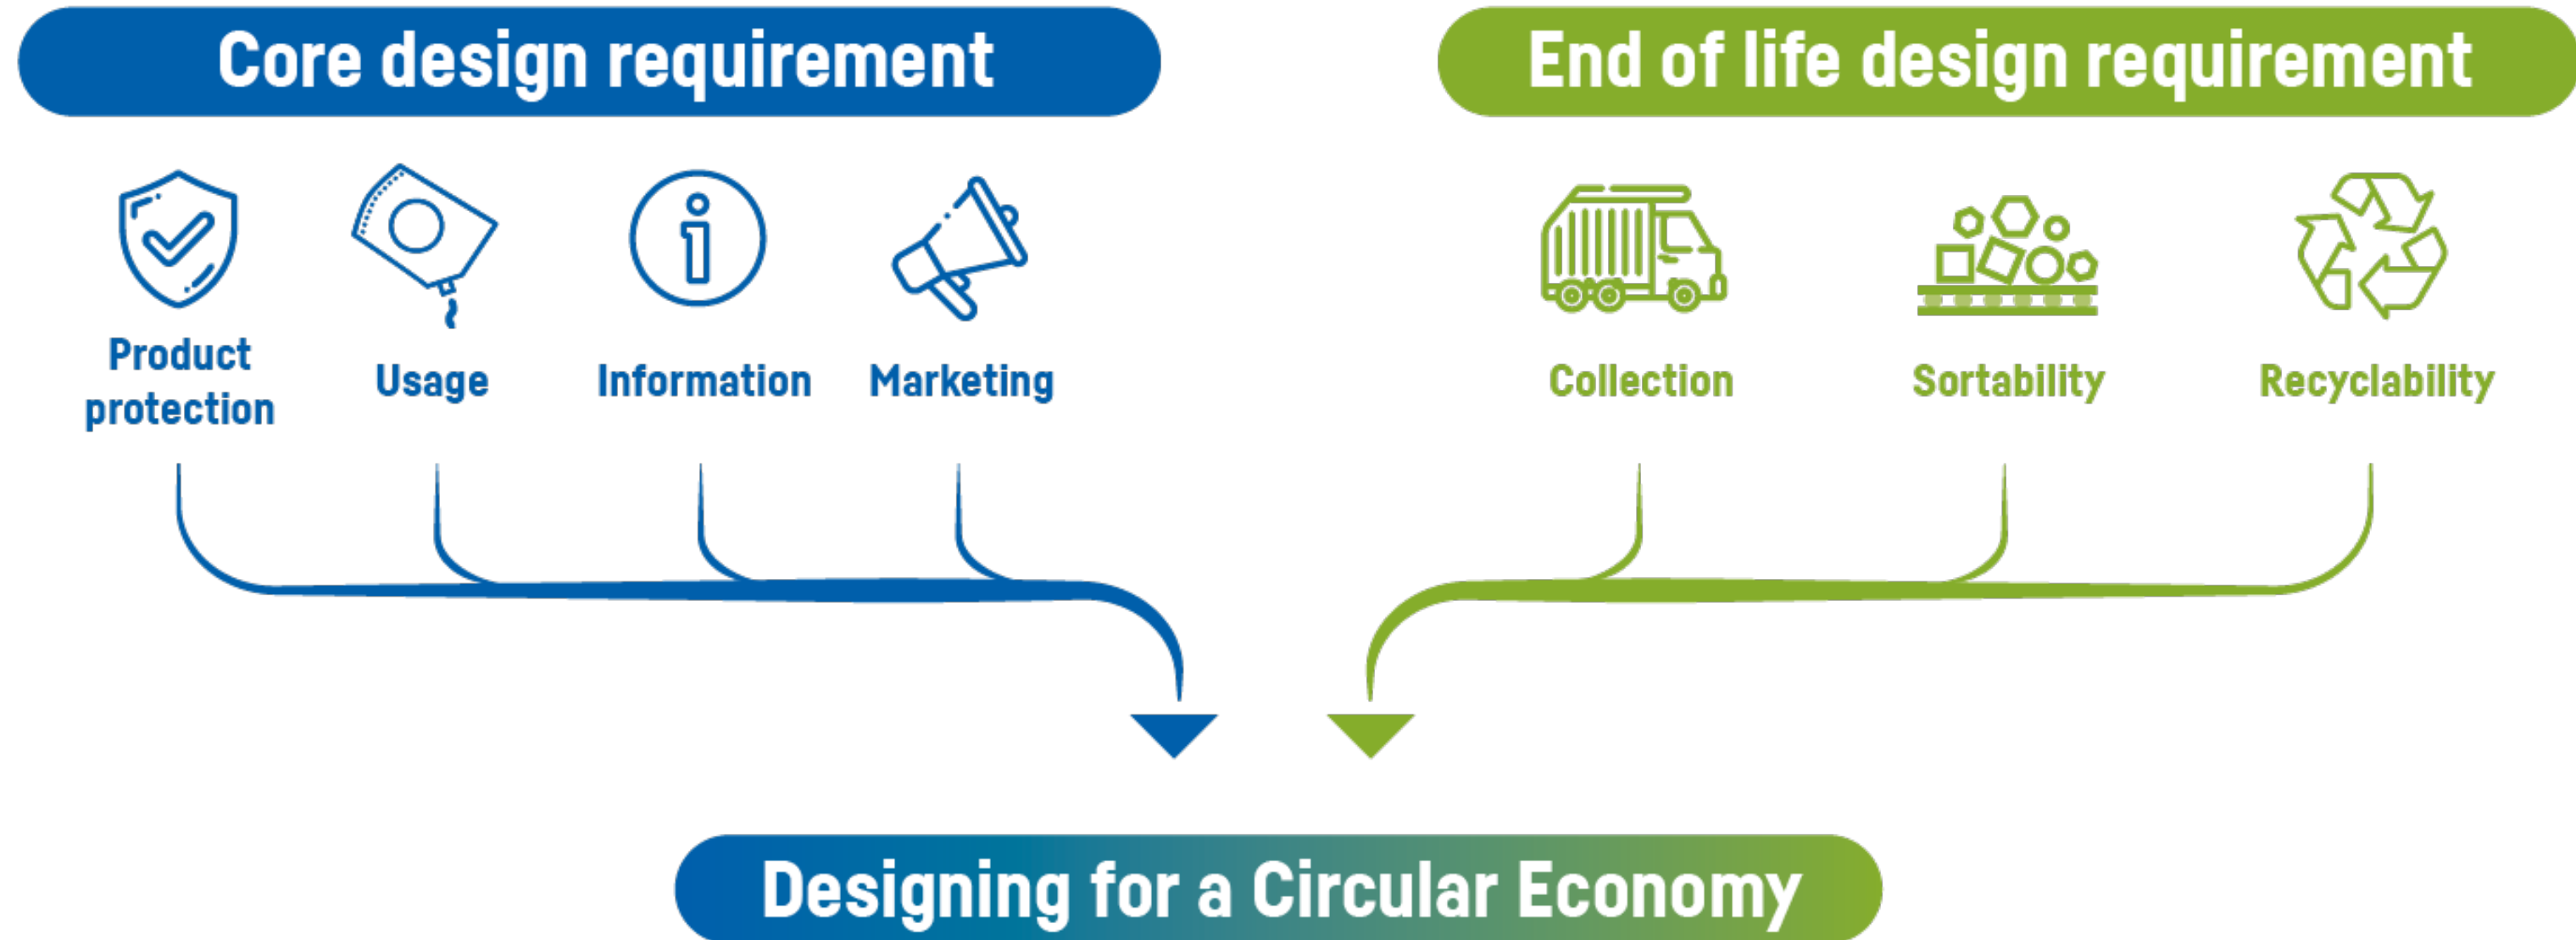 Core design requirement
End of life design requirement
Product
protection
Usage
Information
Marketing
Collection
Sortability
Recyclability
Designing for a Circular Economy